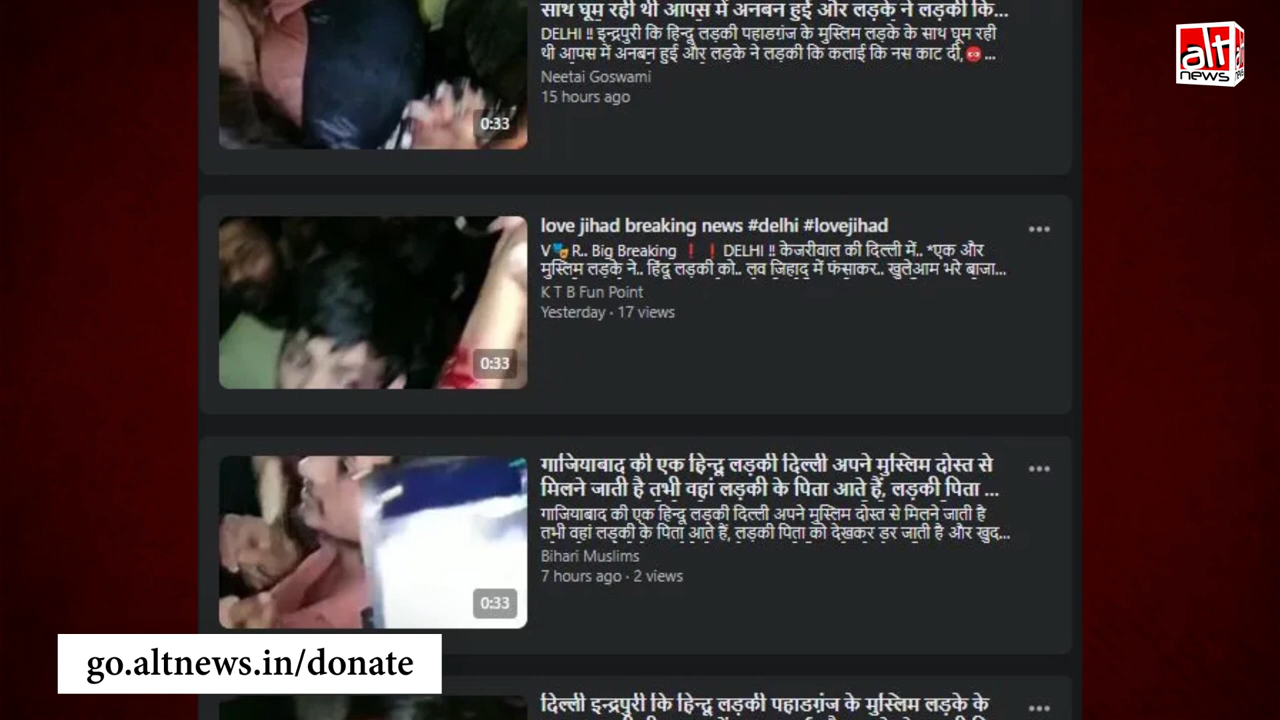 साथ घूम रही थी आपस में अनबन हुई और लड़के ने लड़की कि...
DELHI !! इन्द्रपुरी कि हिन्दू लड़की पहाडग़ंज के मुस्लिम लड़के के साथ घूम रही
थी आपस में अनबन हुई और लड़के ने लड़की कि कलाई कि नस काट दी,😡...
Neetai Goswami
15 hours ago
0:33
alt
news
love jihad breaking news #delhi #lovejihad
V🎭R.. Big Breaking ❗ ❗ DELHI !! केजरीवाल की दिल्ली में.. *एक और
मुस्लिम लड़के ने.. हिंदू लड़की को.. लव जिहाद में फंसाकर.. खुलेआम भरे बाजा...
K T B Fun Point
Yesterday · 17 views
0:33
गाजियाबाद की एक हिन्दू लड़की दिल्ली अपने मुस्लिम दोस्त से
मिलने जाती है तभी वहां लड़की के पिता आते हैं, लड़की पिता ...
गाजियाबाद की एक हिन्दू लड़की दिल्ली अपने मुस्लिम दोस्त से मिलने जाती है
तभी वहां लड़की के पिता आते हैं, लड़की पिता को देखकर डर जाती है और खुद...
Bihari Muslims
7 hours ago · 2 views
0:33
go.altnews.in/donate
दिल्ली इन्द्रपुरी कि हिन्दू लड़की पहाडग़ंज के मुस्लिम लड़के के